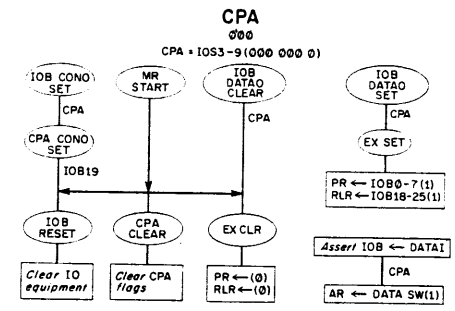 CPA
000
CPA = IOS3-9(000 000 0)
IOB CONO
SET
MR
START
IOB
DATAO
CLEAR
IOB
DATAO
SET
CPA
CPA
CPA
CPA CONO
SET
EX SET
IOB19
PR ← IOBØ-7(1)
RLR ← IOB18-25(1)
IOB
RESET
CPA
CLEAR
EX CLR
Clear IO
equipment
Clear CPA
flags
PR ← (Ø)
RLR ← (Ø)
Assert IOB ← DATAI
CPA
AR ← DATA SW(1)